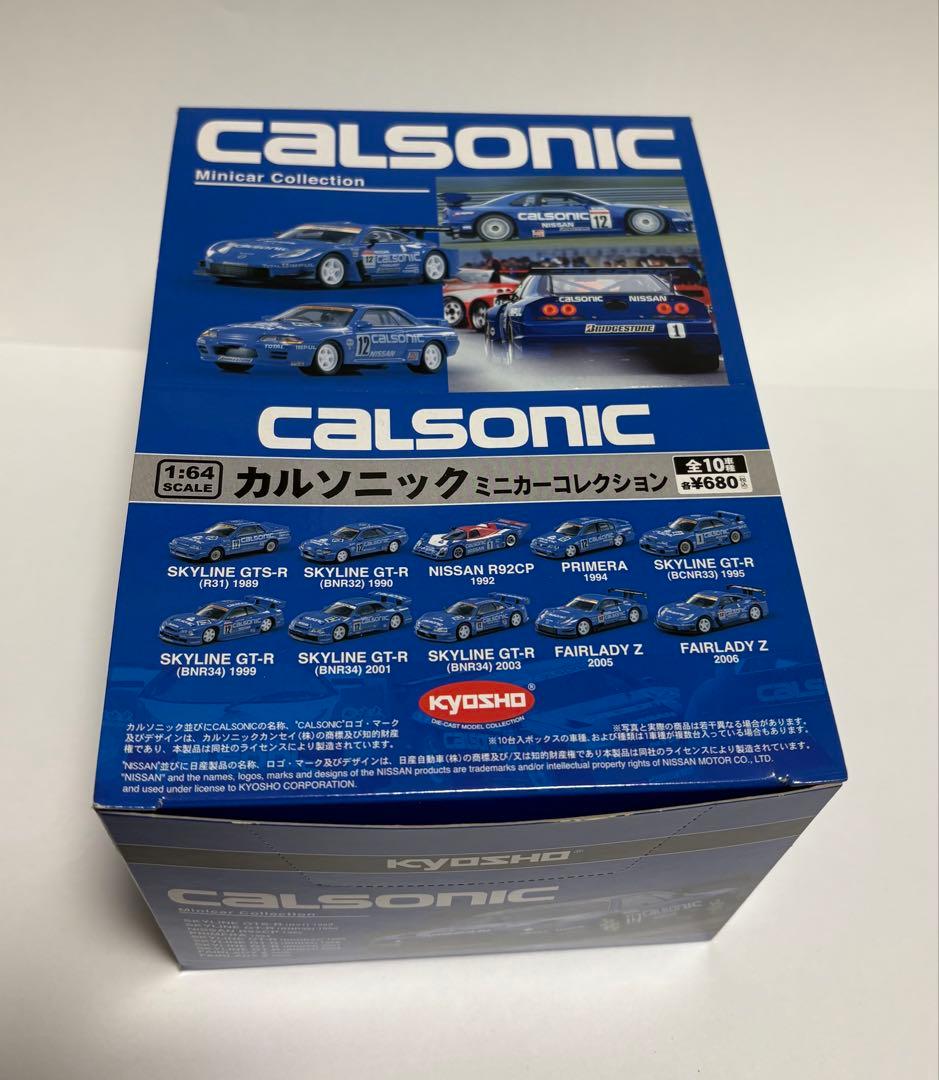 CALSONIC
Minicar Collection
CALSONIC
12
NISSAN
CALSONIC
12
CALSONIC
CALSONIC NISSAN
BRIDGESTONE
1
TOTAL IMPUL
12
CALSONIC
NISSAN
CALSONIC
1:64
SCALE
カルソニック ミニカーコレクション
全10車種
各¥680
SKYLINE GTS-R
(R31) 1989
SKYLINE GT-R
(BNR32) 1990
NISSAN R92CP
1992
PRIMERA
1994
SKYLINE GT-R
(BCNR33) 1995
SKYLINE GT-R
(BNR34) 1999
SKYLINE GT-R
(BNR34) 2001
SKYLINE GT-R
(BNR34) 2003
FAIRLADY Z
2005
FAIRLADY Z
2006
KYOSHO®
DIE-CAST MODEL COLLECTION
カルソニック並びにCALSONICの名称、"CALSONIC"ロゴ・マーク
及びデザインは、カルソニックカンセイ(株)の商標及び知的財産
権であり、本製品は同社のライセンスにより製造されています。
※写真と実際の商品は若干異なる場合があります。
※10台入ボックスの車種、および種類は1車種が複数台入っている場合もあります。
"NISSAN"並びに日産製品の名称、ロゴ・マーク及びデザインは、日産自動車(株)の商標及び/又は知的財産権であり本製品は同社のライセンスにより製造されています。
"NISSAN" and the names, logos, marks and designs of the NISSAN products are trademarks and/or intellectual property rights of NISSAN MOTOR CO., LTD.
and used under license to KYOSHO CORPORATION.
KYOSHO
CALSONIC
Minicar Collection